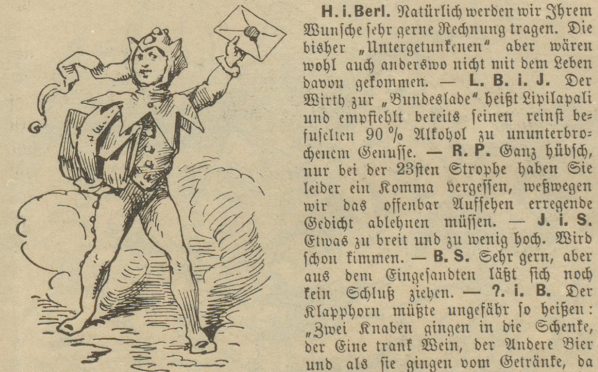 H. i. Berl. Natürlich werden wir Ihrem
Wunsche sehr gerne Rechnung tragen. Die
bisher „Untergetunkenen“ aber wären
wohl auch anderswo nicht mit dem Leben
davon gekommen. — L. B. i. J. Der
Wirth zur „Bundeslade“ heißt Lipilapali
und empfiehlt bereits seinen reinst be-
fuselten 90 % Alkohol zu ununterbro-
chenem Genusse. — R. P. Ganz hübsch,
nur bei der 23sten Strophe haben Sie
leider ein Komma vergessen, weßwegen
wir das offenbar Aufsehen erregende
Gedicht ablehnen müssen. — J. i. S.
Etwas zu breit und zu wenig hoch. Wird
schon kimmen. — B. S. Sehr gern, aber
aus dem Eingesandten läßt sich noch
kein Schluß ziehen. — ?. i. B. Der
Klapphorn müßte ungefähr so heißen:
„Zwei Knaben gingen in die Schenke,
der Eine trank Wein, der Andere Bier
und als sie gingen vom Getränke, da